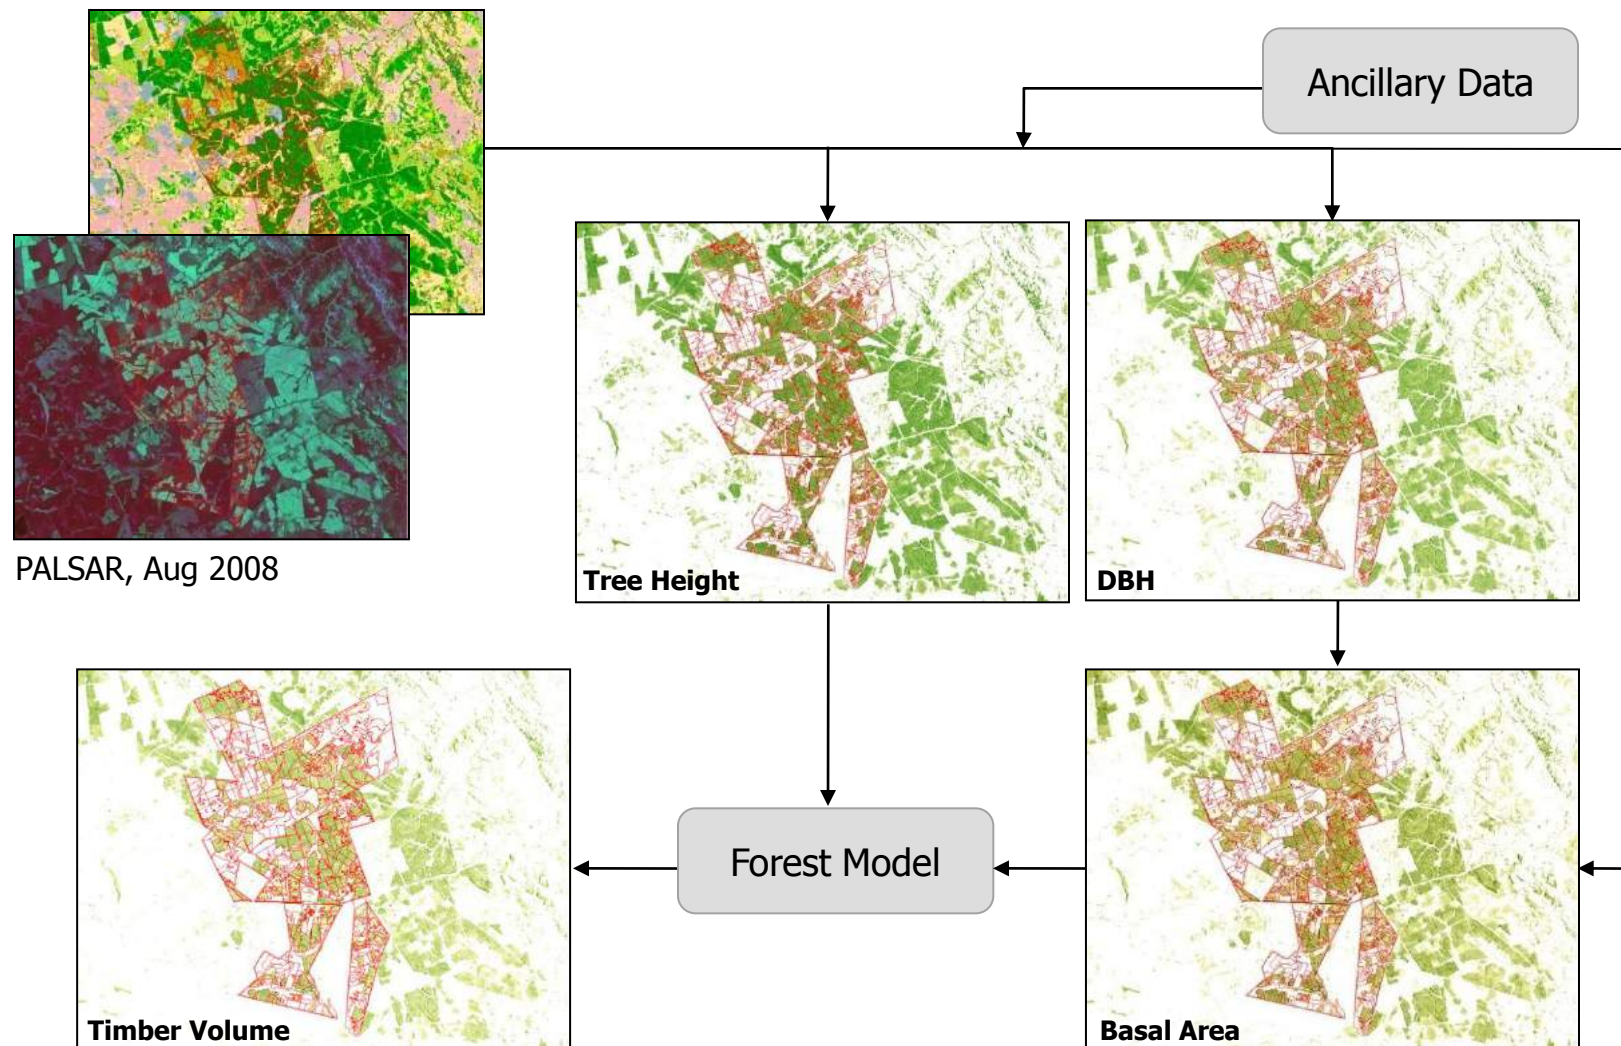 Ancillary Data
PALSAR, Aug 2008
Tree Height
DBH
Forest Model
Timber Volume
Basal Area